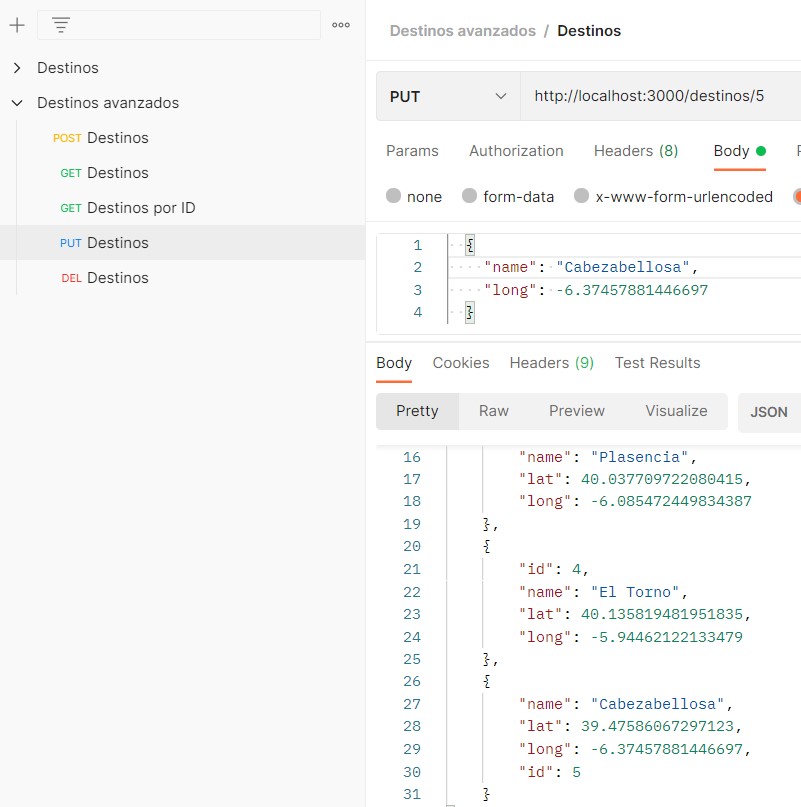 Destinos
Destinos avanzados
POST Destinos
GET Destinos
GET Destinos por ID
PUT Destinos
DEL Destinos
Destinos avanzados / Destinos
PUT http://localhost:3000/destinos/5
Params Authorization Headers (8) Body
none form-data x-www-form-urlencoded
1 {
2 "name": "Cabezabellosa",
3 "long": -6.37457881446697
4 }
Body Cookies Headers (9) Test Results
Pretty Raw Preview Visualize JSON
16 "name": "Plasencia",
17 "lat": 40.037709722080415,
18 "long": -6.085472449834387
19 },
20 {
21 "id": 4,
22 "name": "El Torno",
23 "lat": 40.135819481951835,
24 "long": -5.94462122133479
25 },
26 {
27 "name": "Cabezabellosa",
28 "lat": 39.47586067297123,
29 "long": -6.37457881446697,
30 "id": 5
31 }